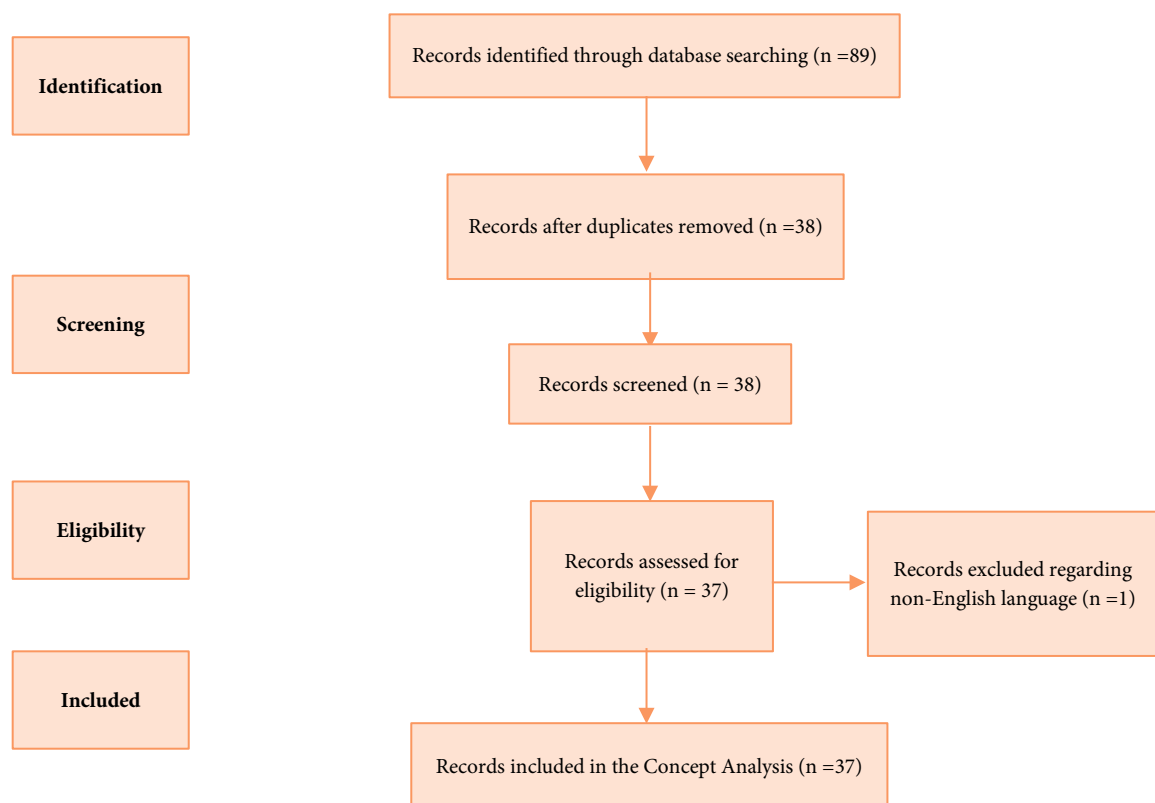 Identification
Records identified through database searching (n =89)
Records after duplicates removed (n =38)
Screening
Records screened (n = 38)
Eligibility
Records assessed for
eligibility (n = 37)
Records excluded regarding
non-English language (n =1)
Included
Records included in the Concept Analysis (n =37)